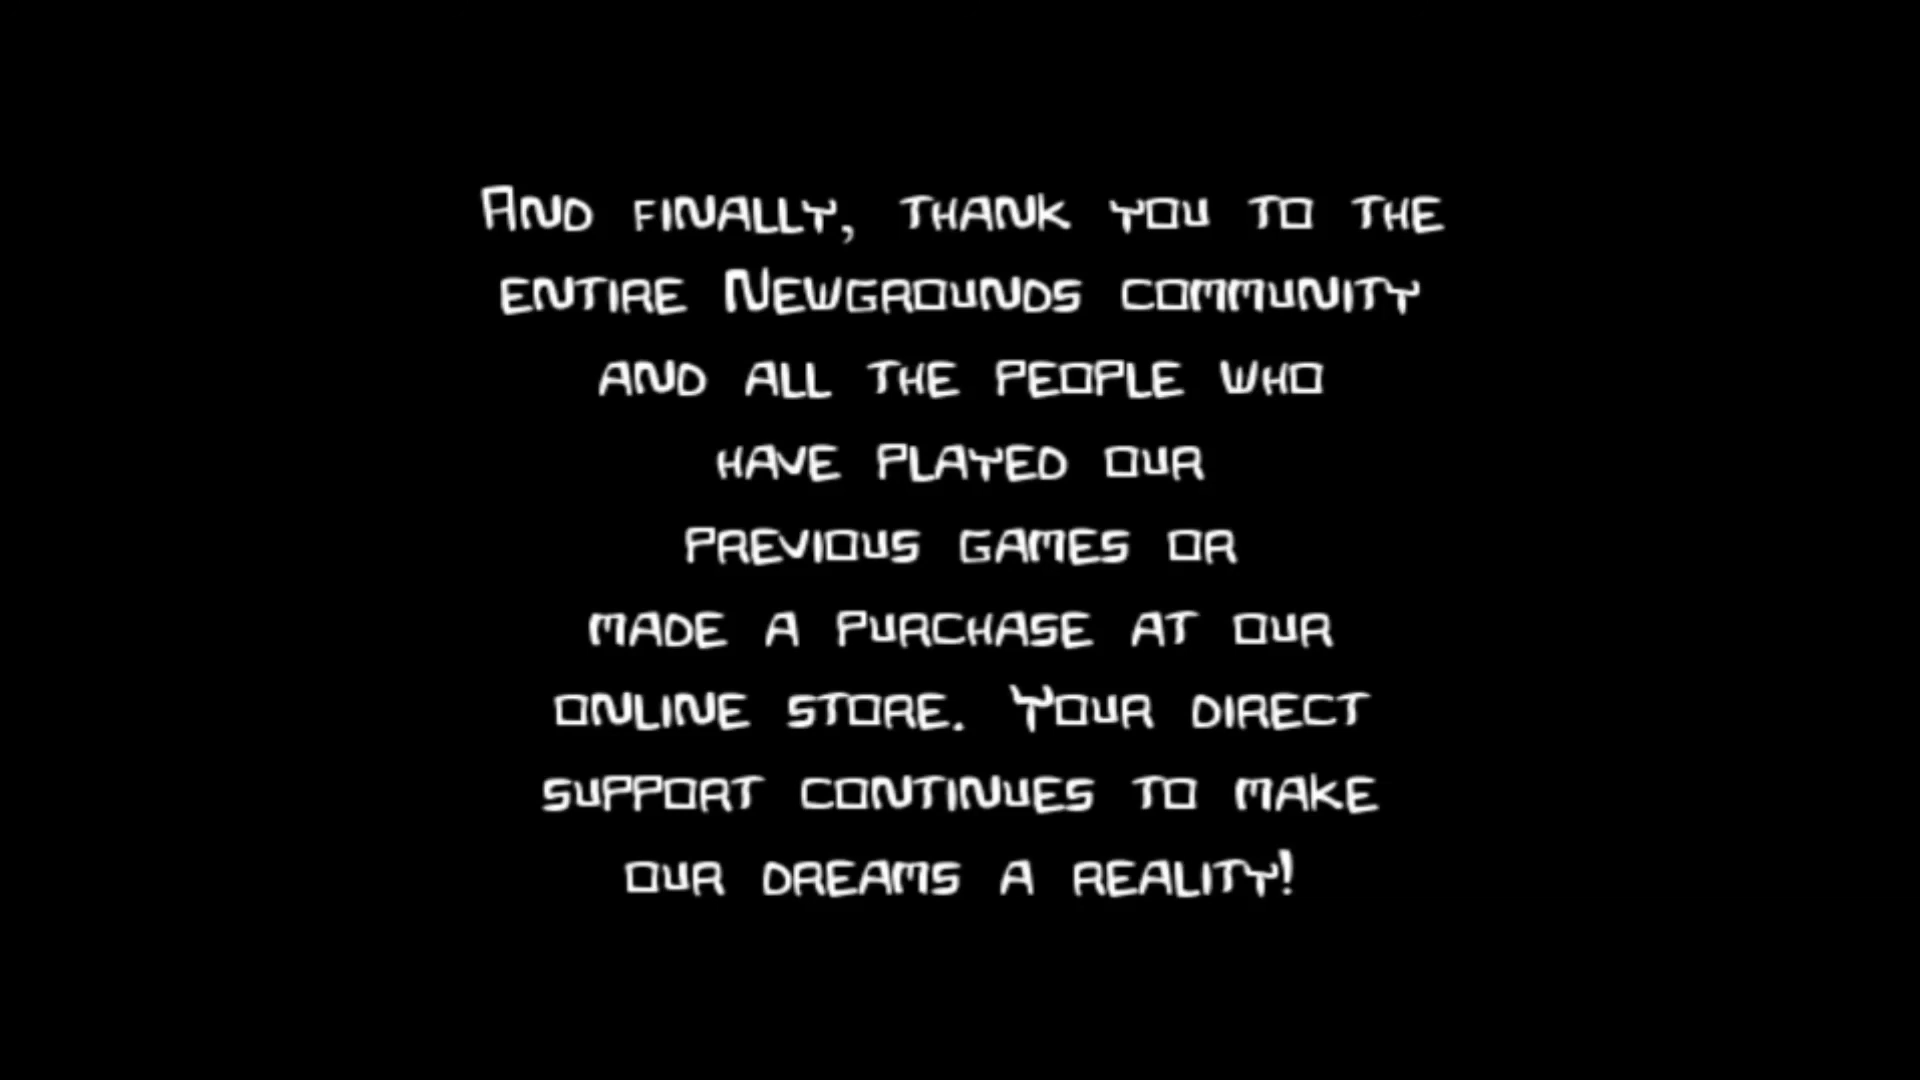 And finally, thank you to the
entire Newgrounds community
and all the people who
have played our
previous games or
made a purchase at our
online store. Your direct
support continues to make
our dreams a reality!